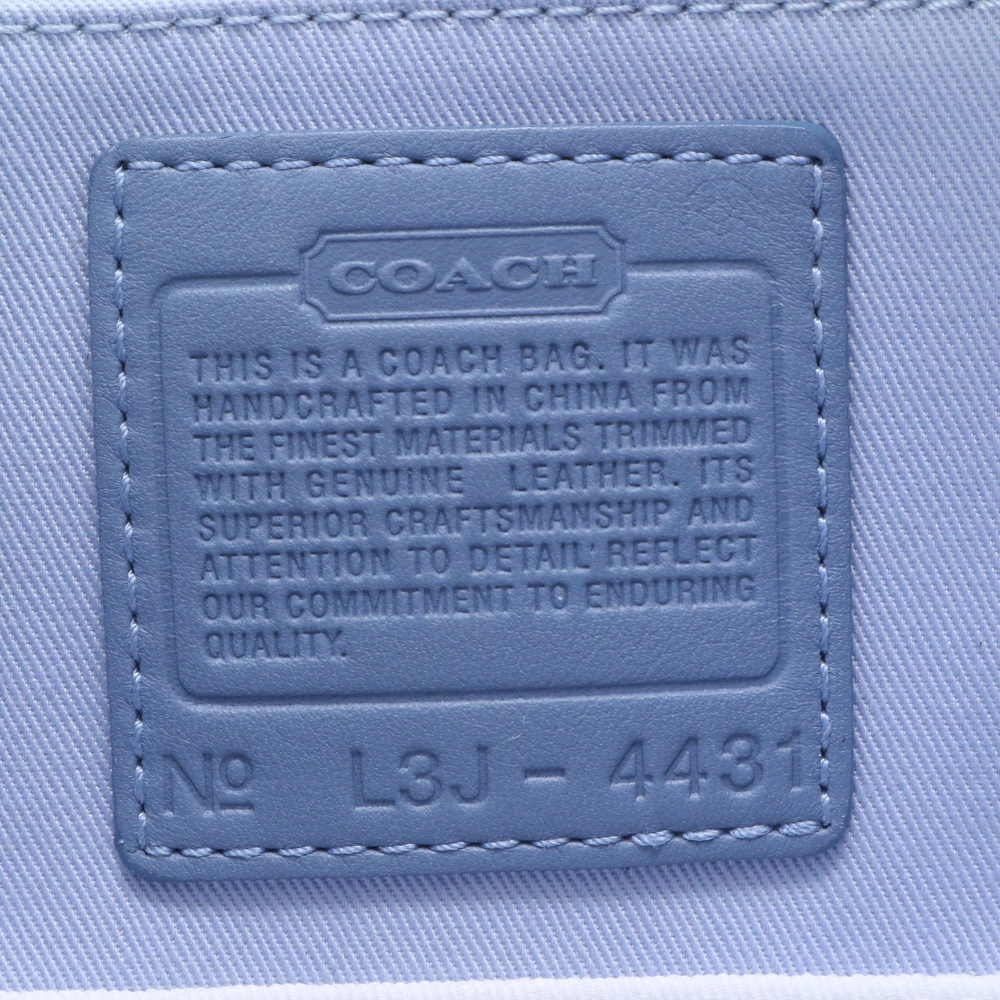 COACH
THIS IS A COACH BAG. IT WAS
HANDCRAFTED IN CHINA FROM
THE FINEST MATERIALS TRIMMED
WITH GENUINE LEATHER. ITS
SUPERIOR CRAFTSMANSHIP AND
ATTENTION TO DETAIL REFLECT
OUR COMMITMENT TO ENDURING
QUALITY.
Nº L3J - 4431